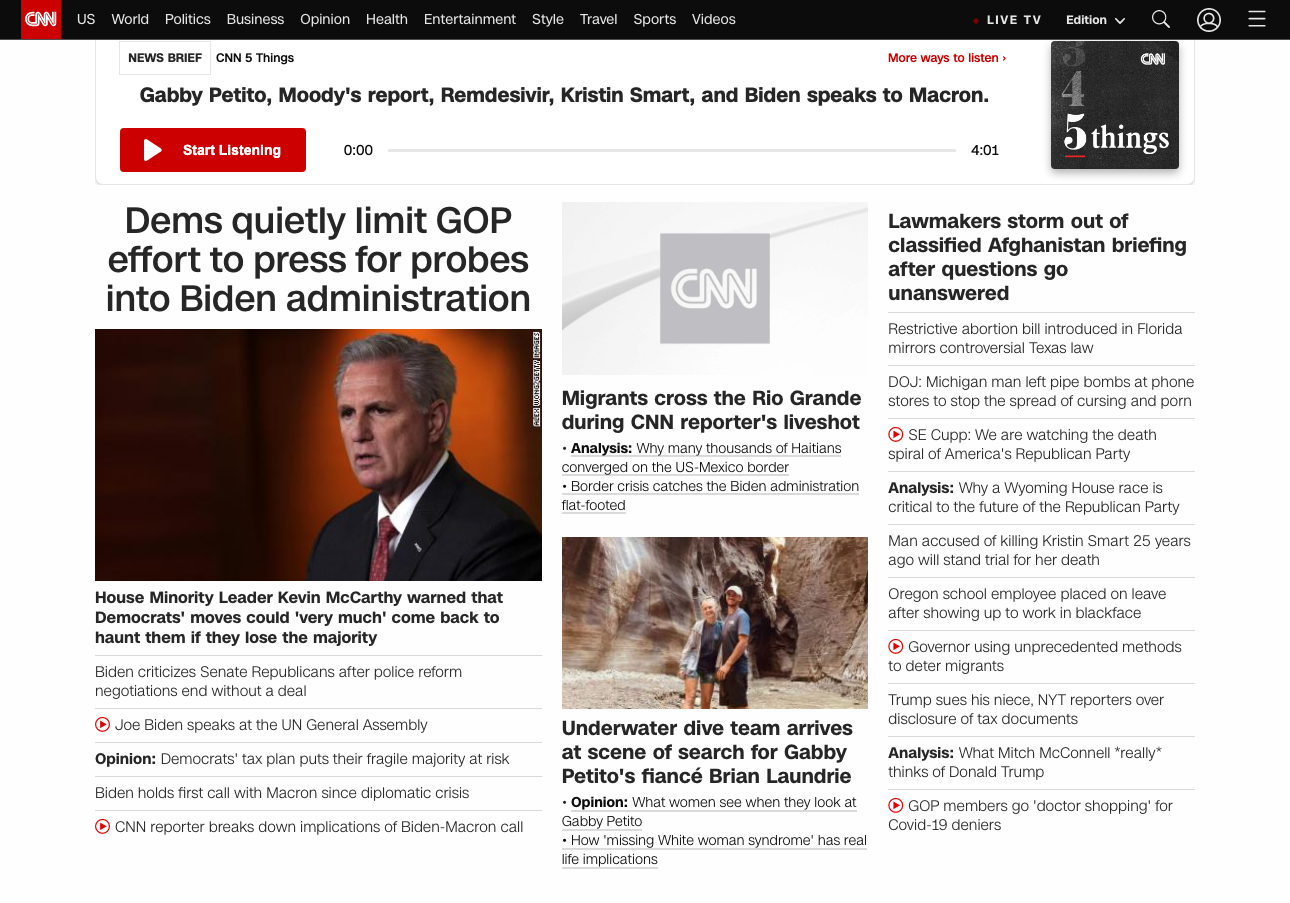 CNN US World Politics Business Opinion Health Entertainment Style Travel Sports Videos LIVE TV Edition
NEWS BRIEF CNN 5 Things More ways to listen ›
Gabby Petito, Moody's report, Remdesivir, Kristin Smart, and Biden speaks to Macron.
Start Listening 0:00 4:01
3
CNN
4
5 things
Dems quietly limit GOP
effort to press for probes
into Biden administration
ALEX WONG/GETTY IMAGES
House Minority Leader Kevin McCarthy warned that
Democrats' moves could 'very much' come back to
haunt them if they lose the majority
Biden criticizes Senate Republicans after police reform
negotiations end without a deal
Joe Biden speaks at the UN General Assembly
Opinion: Democrats' tax plan puts their fragile majority at risk
Biden holds first call with Macron since diplomatic crisis
CNN reporter breaks down implications of Biden-Macron call
CNN
Migrants cross the Rio Grande
during CNN reporter's liveshot
• Analysis: Why many thousands of Haitians
converged on the US-Mexico border
• Border crisis catches the Biden administration
flat-footed
Underwater dive team arrives
at scene of search for Gabby
Petito's fiancé Brian Laundrie
• Opinion: What women see when they look at
Gabby Petito
• How 'missing White woman syndrome' has real
life implications
Lawmakers storm out of
classified Afghanistan briefing
after questions go
unanswered
Restrictive abortion bill introduced in Florida
mirrors controversial Texas law
DOJ: Michigan man left pipe bombs at phone
stores to stop the spread of cursing and porn
SE Cupp: We are watching the death
spiral of America's Republican Party
Analysis: Why a Wyoming House race is
critical to the future of the Republican Party
Man accused of killing Kristin Smart 25 years
ago will stand trial for her death
Oregon school employee placed on leave
after showing up to work in blackface
Governor using unprecedented methods
to deter migrants
Trump sues his niece, NYT reporters over
disclosure of tax documents
Analysis: What Mitch McConnell *really*
thinks of Donald Trump
GOP members go 'doctor shopping' for
Covid-19 deniers